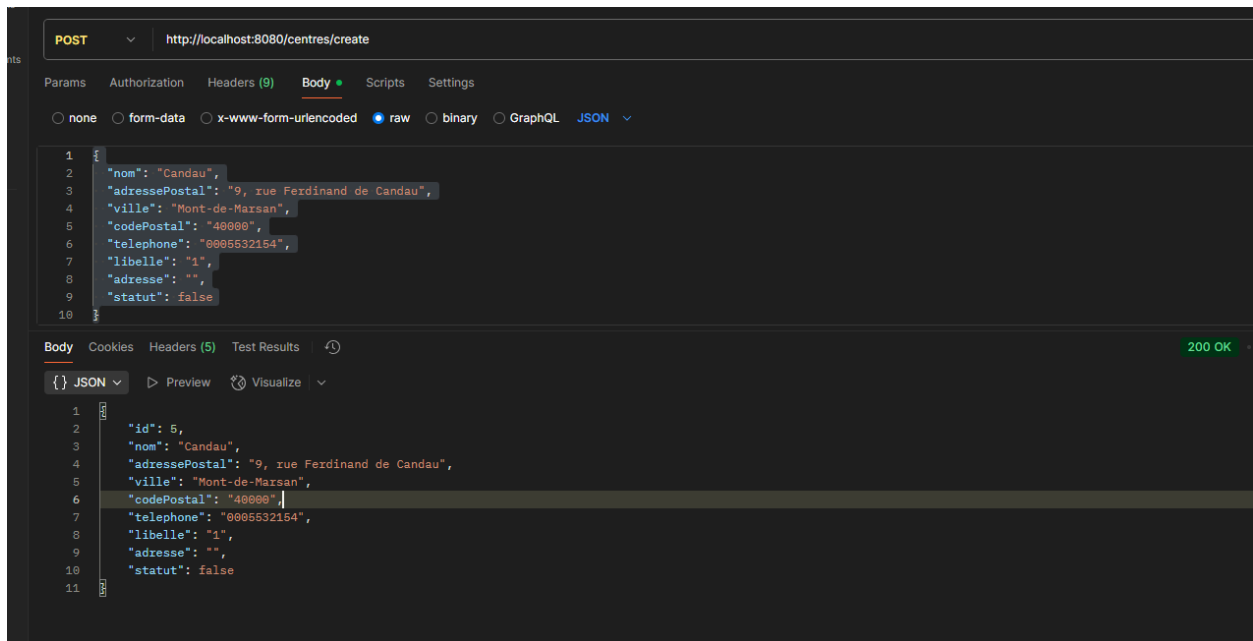 POST http://localhost:8080/centres/create
nts
Params Authorization Headers (9) Body Scripts Settings
none form-data x-www-form-urlencoded raw binary GraphQL JSON
1 {
2 "nom": "Candau",
3 "adressePostal": "9, rue Ferdinand de Candau",
4 "ville": "Mont-de-Marsan",
5 "codePostal": "40000",
6 "telephone": "0005532154",
7 "libelle": "1",
8 "adresse": "",
9 "statut": false
10 }
Body Cookies Headers (5) Test Results 200 OK
{} JSON Preview Visualize
1 {
2 "id": 5,
3 "nom": "Candau",
4 "adressePostal": "9, rue Ferdinand de Candau",
5 "ville": "Mont-de-Marsan",
6 "codePostal": "40000",
7 "telephone": "0005532154",
8 "libelle": "1",
9 "adresse": "",
10 "statut": false
11 }